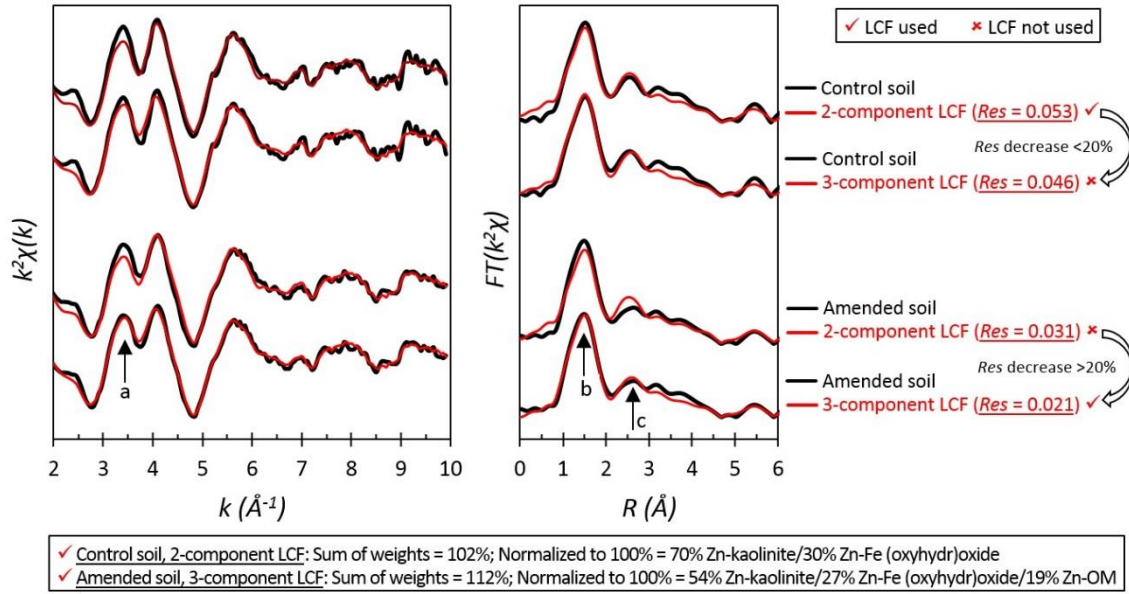 ✓ LCF used ✗ LCF not used
Control soil
2-component LCF (Res = 0.053) ✓
Res decrease <20%
Control soil
3-component LCF (Res = 0.046) ✗
Amended soil
2-component LCF (Res = 0.031) ✗
Res decrease >20%
Amended soil
3-component LCF (Res = 0.021) ✓
k²χ(k)
a
2 3 4 5 6 7 8 9 10
k (Å⁻¹)
FT(k²χ)
b
c
0 1 2 3 4 5 6
R (Å)
✓ Control soil, 2-component LCF: Sum of weights = 102%; Normalized to 100% = 70% Zn-kaolinite/30% Zn-Fe (oxyhydr)oxide
✓ Amended soil, 3-component LCF: Sum of weights = 112%; Normalized to 100% = 54% Zn-kaolinite/27% Zn-Fe (oxyhydr)oxide/19% Zn-OM